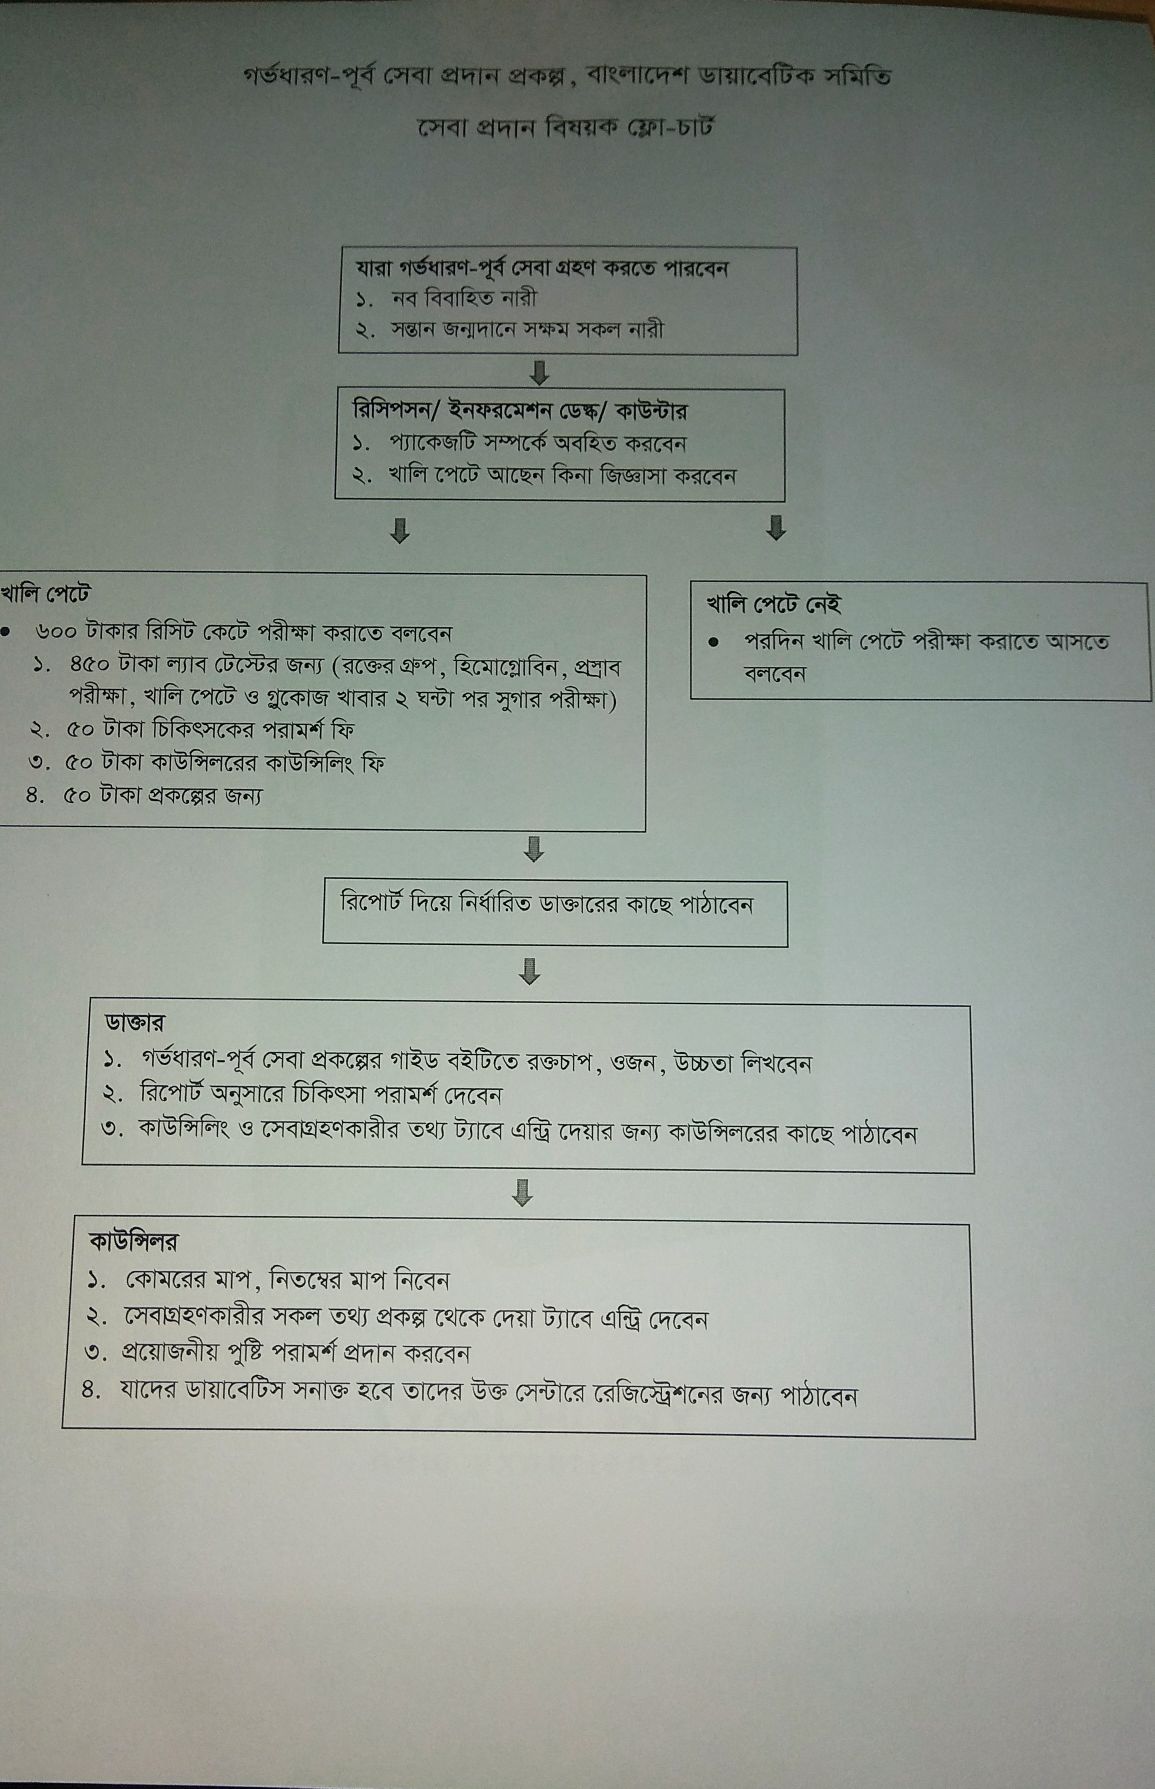 গর্ভধারণ-পূর্ব সেবা প্রদান প্রকল্প, বাংলাদেশ ডায়াবেটিক সমিতি
সেবা প্রদান বিষয়ক ফ্লো-চার্ট
যারা গর্ভধারণ-পূর্ব সেবা গ্রহণ করতে পারবেন
১. নব বিবাহিত নারী
২. সন্তান জন্মদানে সক্ষম সকল নারী
রিসিপসন/ ইনফরমেশন ডেস্ক/ কাউন্টার
১. প্যাকেজটি সম্পর্কে অবহিত করবেন
২. খালি পেটে আছেন কিনা জিজ্ঞাসা করবেন
খালি পেটে
• ৬০০ টাকার রিসিট কেটে পরীক্ষা করাতে বলবেন
১. ৪৫০ টাকা ল্যাব টেস্টের জন্য (রক্তের গ্রুপ, হিমোগ্লোবিন, প্রস্রাব
পরীক্ষা, খালি পেটে ও গ্লুকোজ খাবার ২ ঘন্টা পর সুগার পরীক্ষা)
২. ৫০ টাকা চিকিৎসকের পরামর্শ ফি
৩. ৫০ টাকা কাউন্সিলরের কাউন্সিলিং ফি
৪. ৫০ টাকা প্রকল্পের জন্য
খালি পেটে নেই
• পরদিন খালি পেটে পরীক্ষা করাতে আসতে
বলবেন
রিপোর্ট দিয়ে নির্ধারিত ডাক্তারের কাছে পাঠাবেন
ডাক্তার
১. গর্ভধারণ-পূর্ব সেবা প্রকল্পের গাইড বইটিতে রক্তচাপ, ওজন, উচ্চতা লিখবেন
২. রিপোর্ট অনুসারে চিকিৎসা পরামর্শ দেবেন
৩. কাউন্সিলিং ও সেবাগ্রহণকারীর তথ্য ট্যাবে এন্ট্রি দেয়ার জন্য কাউন্সিলরের কাছে পাঠাবেন
কাউন্সিলর
১. কোমরের মাপ, নিতম্বের মাপ নিবেন
২. সেবাগ্রহণকারীর সকল তথ্য প্রকল্প থেকে দেয়া ট্যাবে এন্ট্রি দেবেন
৩. প্রয়োজনীয় পুষ্টি পরামর্শ প্রদান করবেন
৪. যাদের ডায়াবেটিস সনাক্ত হবে তাদের উক্ত সেন্টারে রেজিস্ট্রেশনের জন্য পাঠাবেন